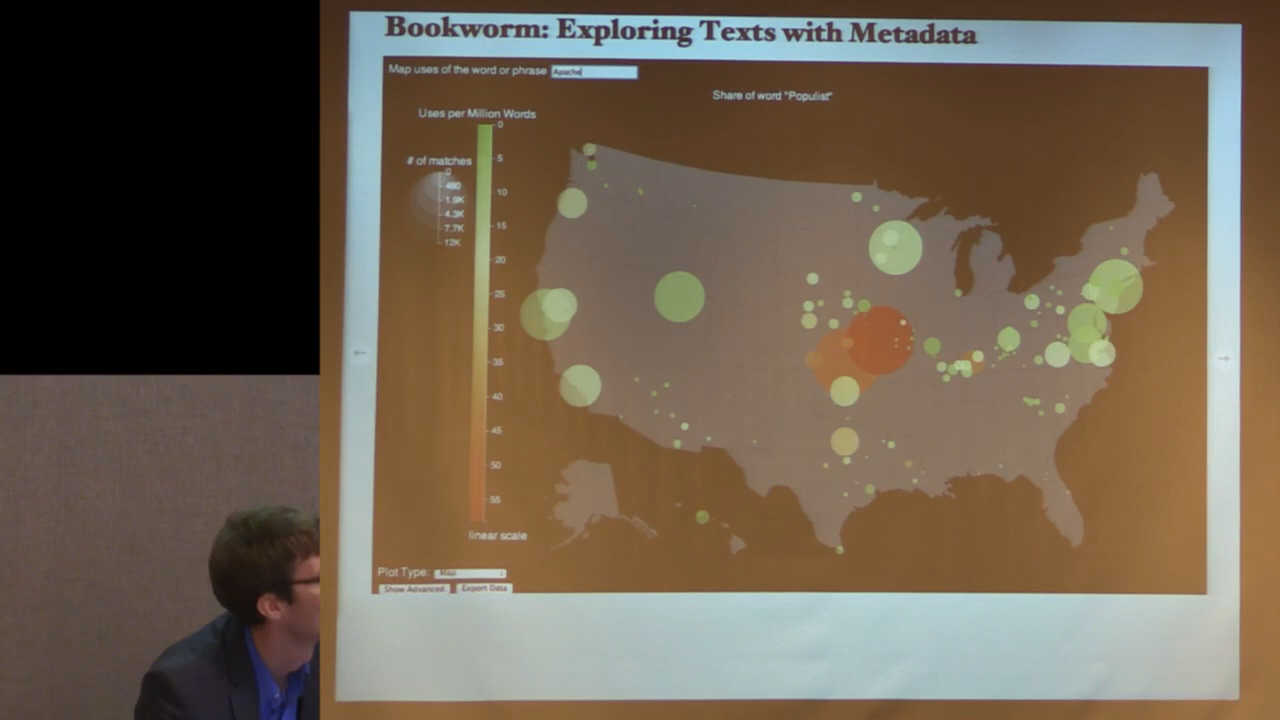 Bookworm: Exploring Texts with Metadata
Map uses of the word or phrase Apache
Share of word "Populist"
Uses per Million Words
# of matches
0
480
1.9K
4.3K
7.7K
12K
0
5
10
15
20
25
30
35
40
45
50
55
linear scale
Plot Type: Map
Show Advanced Export Data